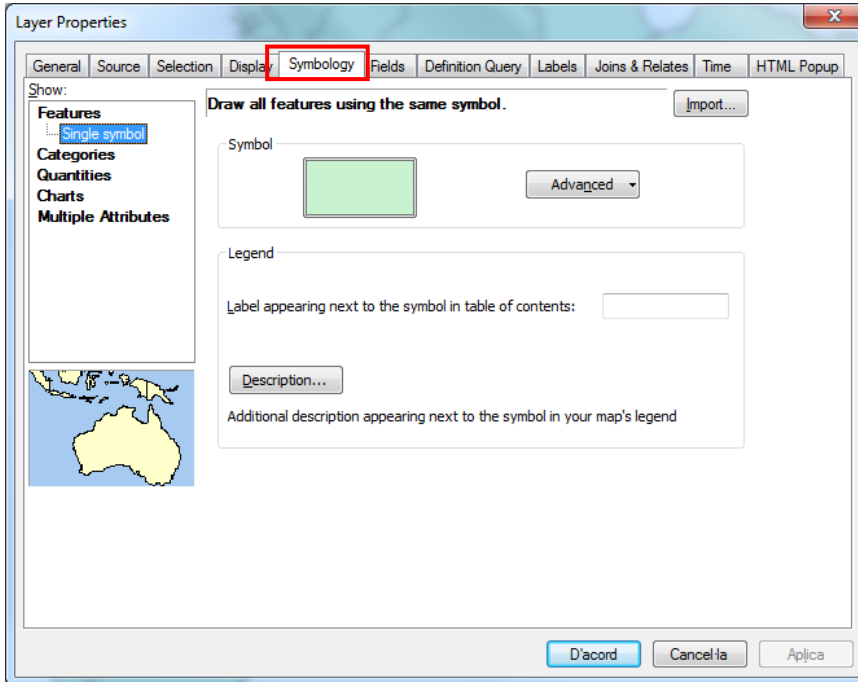 Layer Properties
x
General Source Selection Display Symbology Fields Definition Query Labels Joins & Relates Time HTML Popup
Show:
Features
Single symbol
Categories
Quantities
Charts
Multiple Attributes
Draw all features using the same symbol.
Import...
Symbol
Advanced
Legend
Label appearing next to the symbol in table of contents:
Description...
Additional description appearing next to the symbol in your map's legend
D'acord Cancel·la Aplica